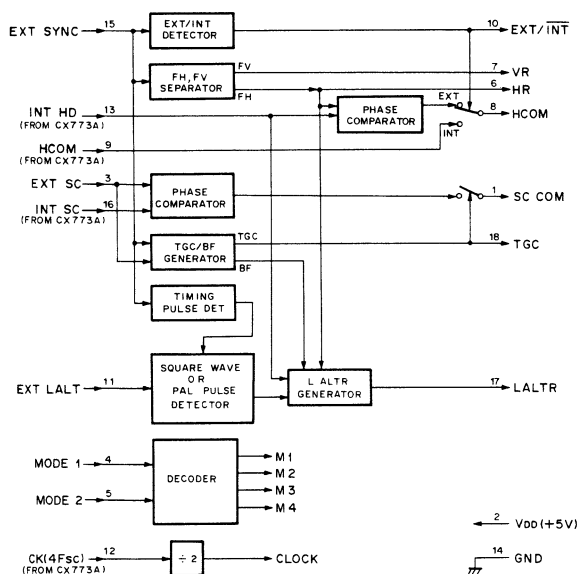 EXT SYNC 15 EXT/INT DETECTOR 10 EXT/INT
FH, FV SEPARATOR FV 7 VR
FH 6 HR
INT HD 13 (FROM CX773A) PHASE COMPARATOR EXT 8 HCOM
INT
HCOM 9 (FROM CX773A)
EXT SC 3 PHASE COMPARATOR 1 SC COM
INT SC 16 (FROM CX773A)
TGC/BF GENERATOR TGC 18 TGC
BF
TIMING PULSE DET
EXT LALT 11 SQUARE WAVE OR PAL PULSE DETECTOR L ALTR GENERATOR 17 LALTR
MODE 1 4 DECODER M1
M2
MODE 2 5 M3
M4
2 VDD(+5V)
CK(4FSC) 12 (FROM CX773A) ÷2 CLOCK 14 GND